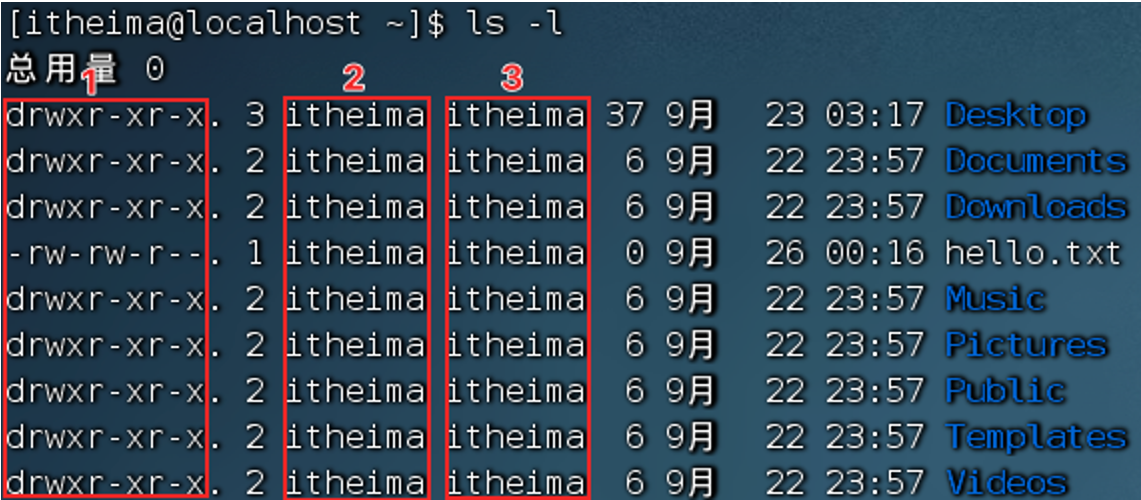 [itheima@localhost ~]$ ls -l
总用量 0
1 2 3
drwxr-xr-x. 3 itheima itheima 37 9月 23 03:17 Desktop
drwxr-xr-x. 2 itheima itheima 6 9月 22 23:57 Documents
drwxr-xr-x. 2 itheima itheima 6 9月 22 23:57 Downloads
-rw-rw-r--. 1 itheima itheima 0 9月 26 00:16 hello.txt
drwxr-xr-x. 2 itheima itheima 6 9月 22 23:57 Music
drwxr-xr-x. 2 itheima itheima 6 9月 22 23:57 Pictures
drwxr-xr-x. 2 itheima itheima 6 9月 22 23:57 Public
drwxr-xr-x. 2 itheima itheima 6 9月 22 23:57 Templates
drwxr-xr-x. 2 itheima itheima 6 9月 22 23:57 Videos